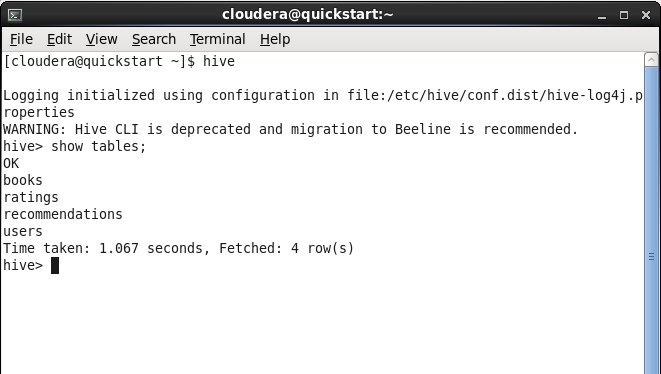 cloudera@quickstart:~
File Edit View Search Terminal Help
[cloudera@quickstart ~]$ hive
Logging initialized using configuration in file:/etc/hive/conf.dist/hive-log4j.p
roperties
WARNING: Hive CLI is deprecated and migration to Beeline is recommended.
hive> show tables;
OK
books
ratings
recommendations
users
Time taken: 1.067 seconds, Fetched: 4 row(s)
hive>